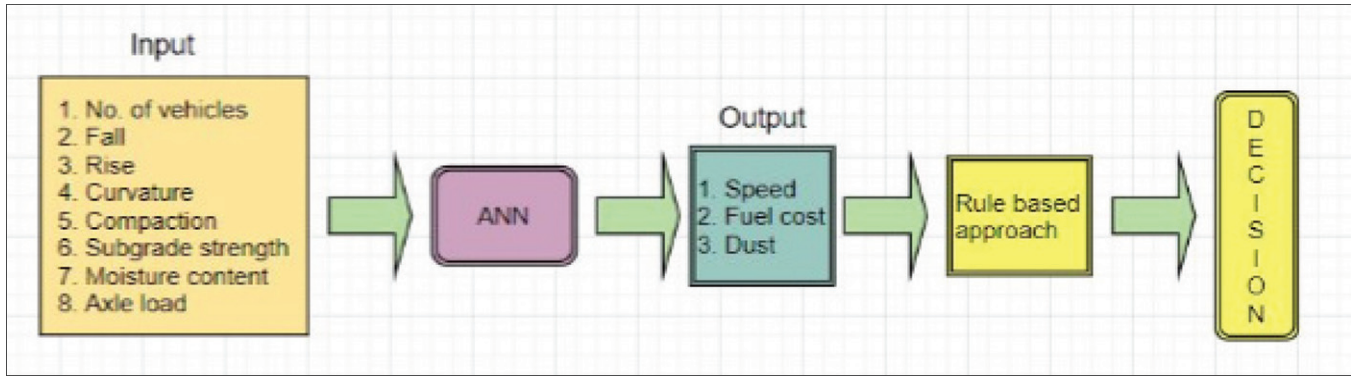 Input
1. No. of vehicles
2. Fall
3. Rise
4. Curvature
5. Compaction
6. Subgrade strength
7. Moisture content
8. Axle load
ANN
Output
1. Speed
2. Fuel cost
3. Dust
Rule based
approach
D
E
C
I
S
I
O
N